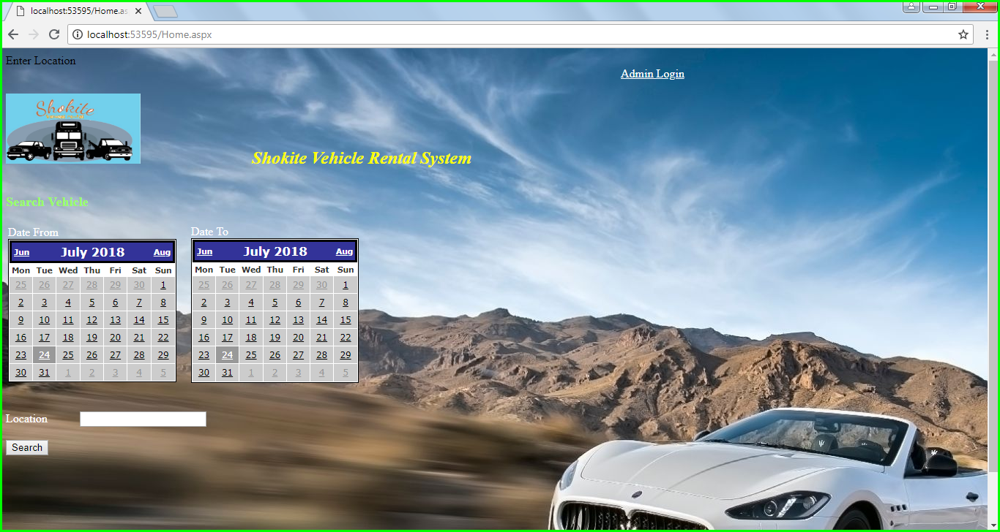 localhost:53595/Home.as
localhost:53595/Home.aspx
Enter Location
Admin Login
Shokite
Shokite Vehicle Rental System
Search Vehicle
Date From
Jun July 2018 Aug
Mon Tue Wed Thu Fri Sat Sun
25 26 27 28 29 30 1
2 3 4 5 6 7 8
9 10 11 12 13 14 15
16 17 18 19 20 21 22
23 24 25 26 27 28 29
30 31 1 2 3 4 5
Date To
Jun July 2018 Aug
Mon Tue Wed Thu Fri Sat Sun
25 26 27 28 29 30 1
2 3 4 5 6 7 8
9 10 11 12 13 14 15
16 17 18 19 20 21 22
23 24 25 26 27 28 29
30 31 1 2 3 4 5
Location
Search